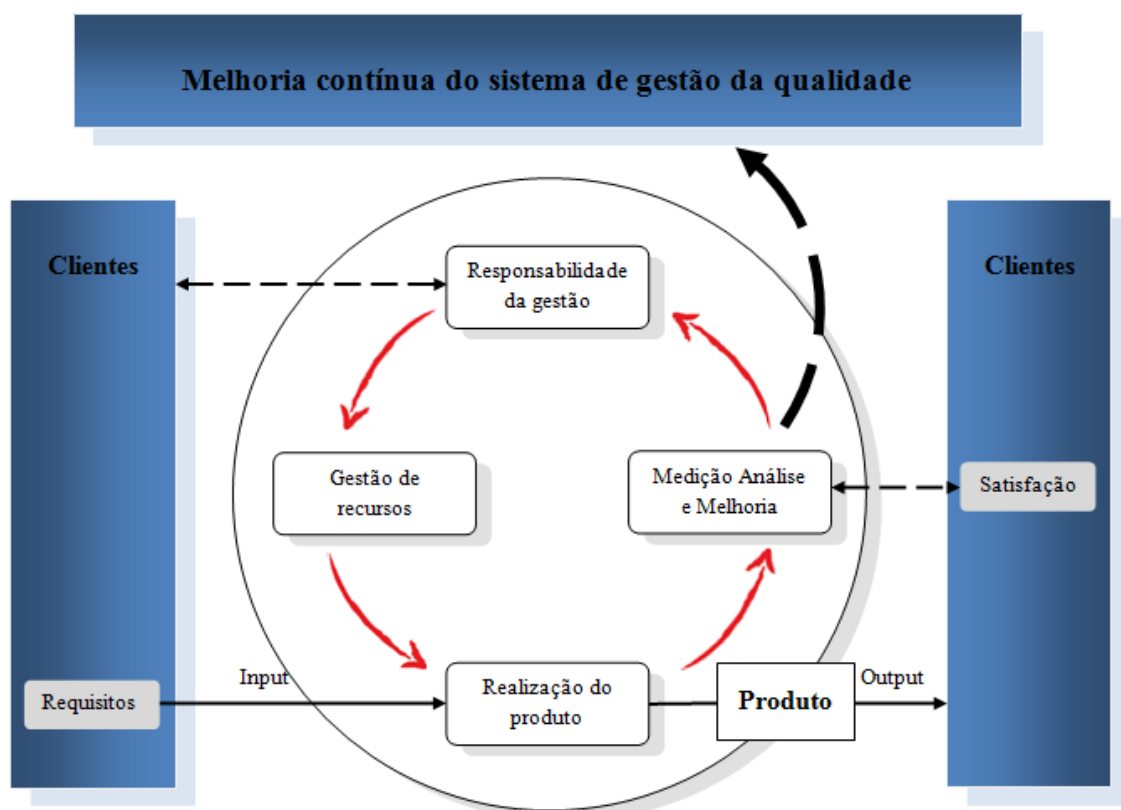 Melhoria contínua do sistema de gestão da qualidade
Clientes
Responsabilidade
da gestão
Clientes
Gestão de
recursos
Medição Análise
e Melhoria
Satisfação
Requisitos
Input
Realização do
produto
Produto
Output